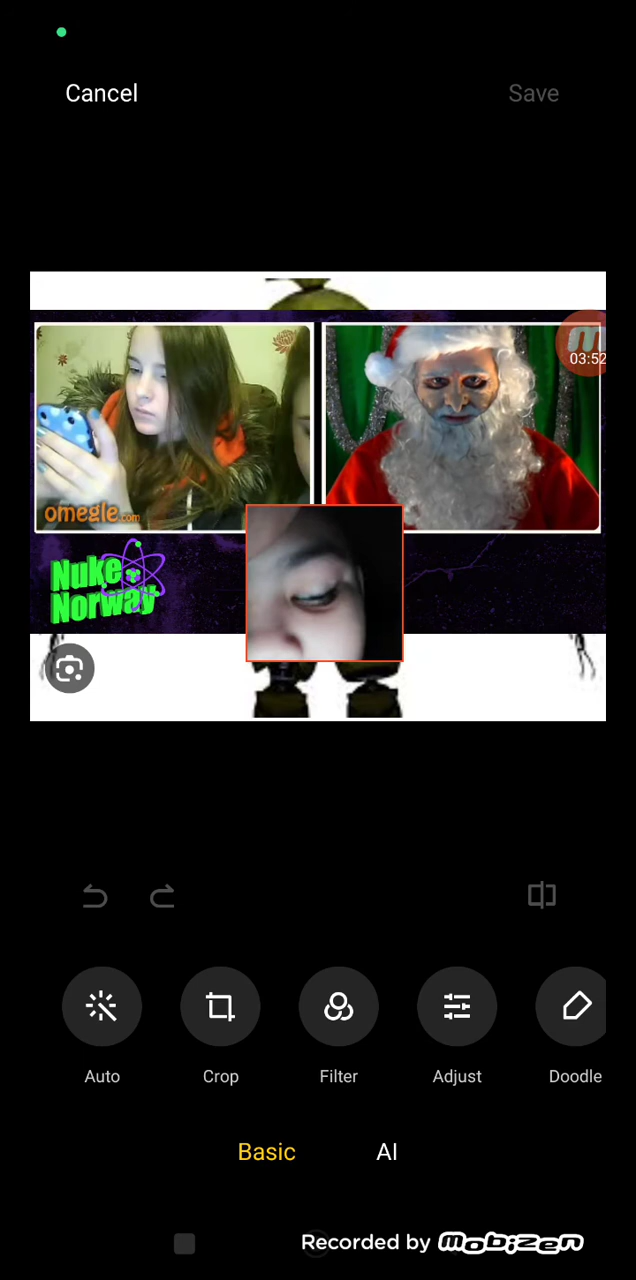 Cancel
Save
03:52
omegle.com
Nuke
Norway
Auto
Crop
Filter
Adjust
Doodle
Basic
AI
Recorded by mobizen